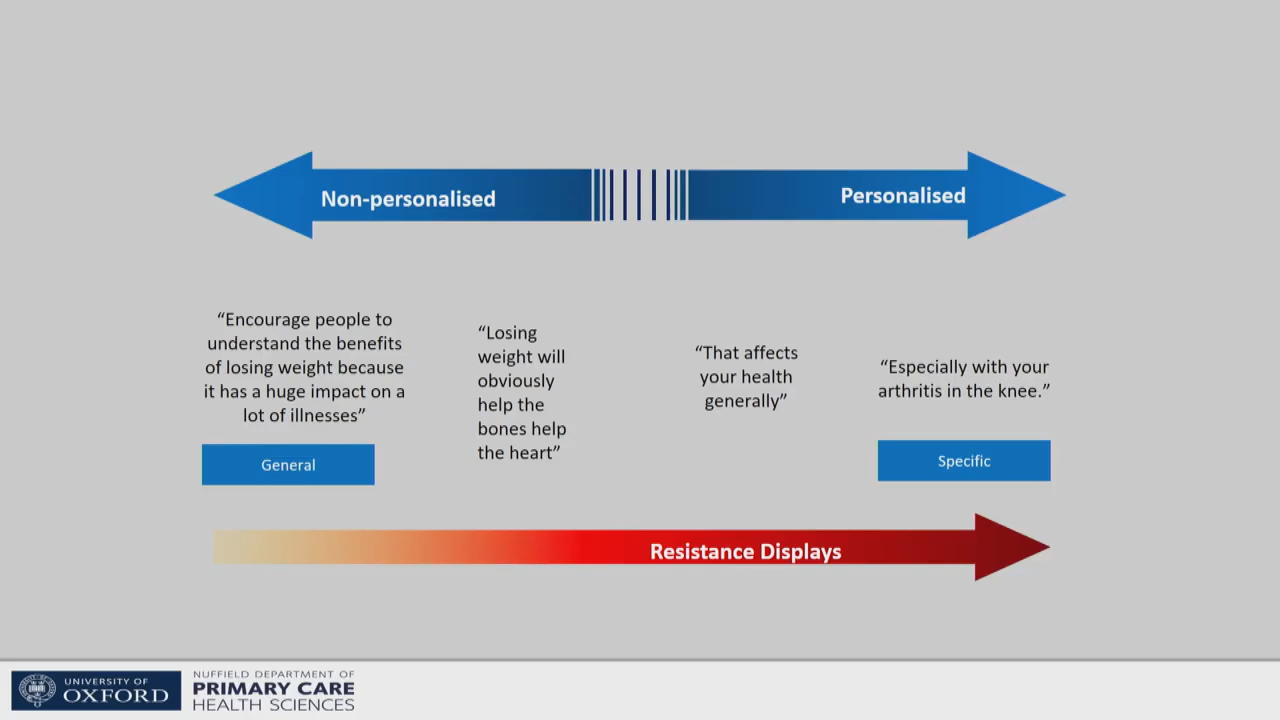 Non-personalised
Personalised
“Encourage people to
understand the benefits
of losing weight because
it has a huge impact on a
lot of illnesses”
General
“Losing
weight will
obviously
help the
bones help
the heart”
“That affects
your health
generally”
“Especially with your
arthritis in the knee.”
Specific
Resistance Displays
UNIVERSITY OF
OXFORD
NUFFIELD DEPARTMENT OF
PRIMARY CARE
HEALTH SCIENCES